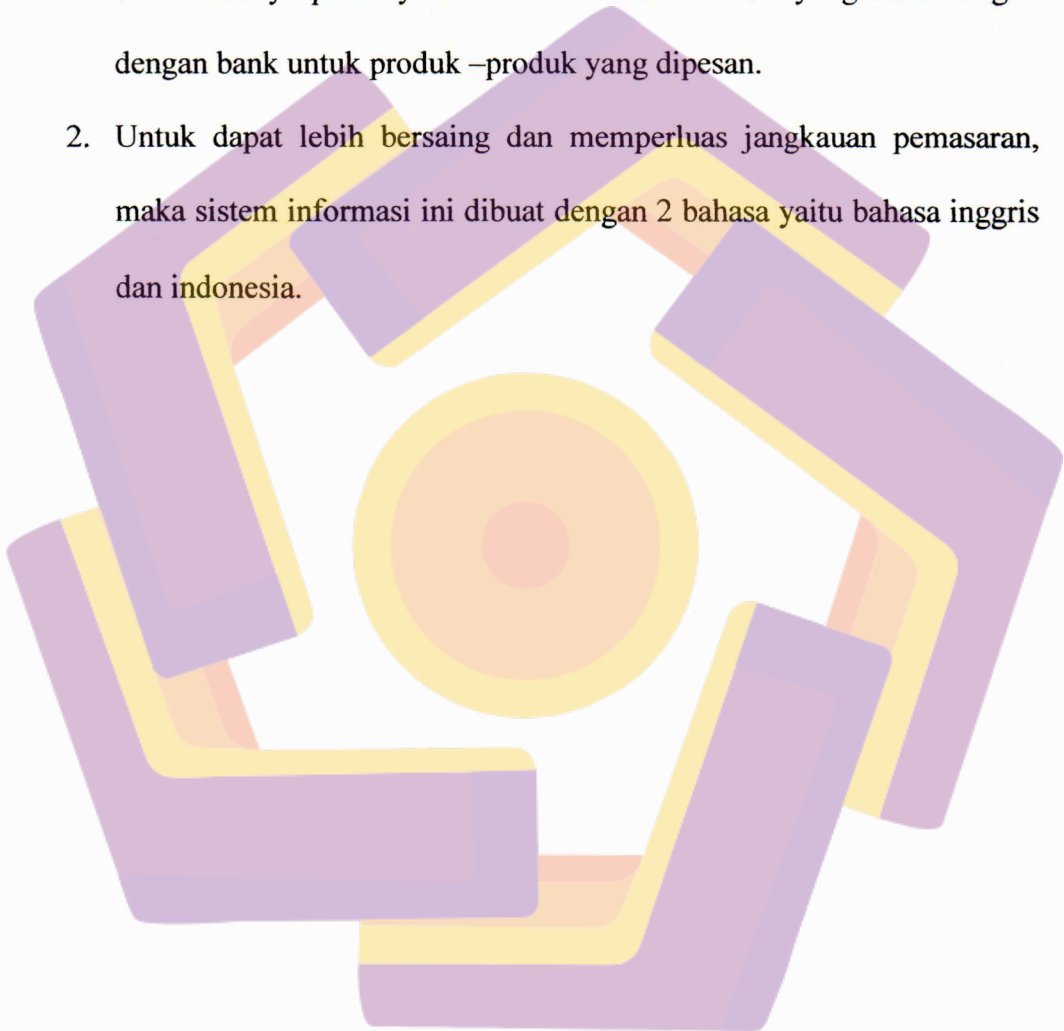 dengan bank untuk produk –produk yang dipesan.
2. Untuk dapat lebih bersaing dan memperluas jangkauan pemasaran,
maka sistem informasi ini dibuat dengan 2 bahasa yaitu bahasa inggris
dan indonesia.